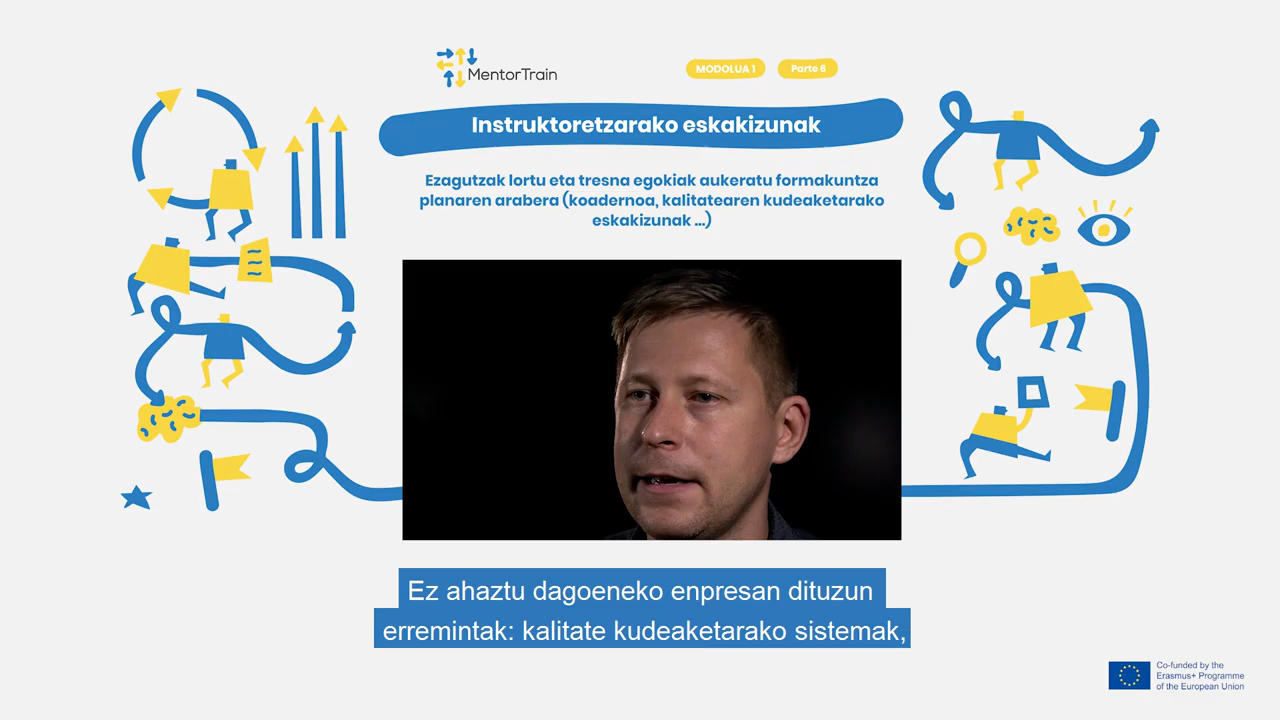 MentorTrain
MODOLUA 1
Parte 6
Instruktoretzarako eskakizunak
Ezagutzak lortu eta tresna egokiak aukeratu formakuntza
planaren arabera (koadernoa, kalitatearen kudeaketarako
eskakizunak ...)
Ez ahaztu dagoeneko enpresan dituzun
erremintak: kalitate kudeaketarako sistemak,
Co-funded by the
Erasmus+ Programme
of the European Union